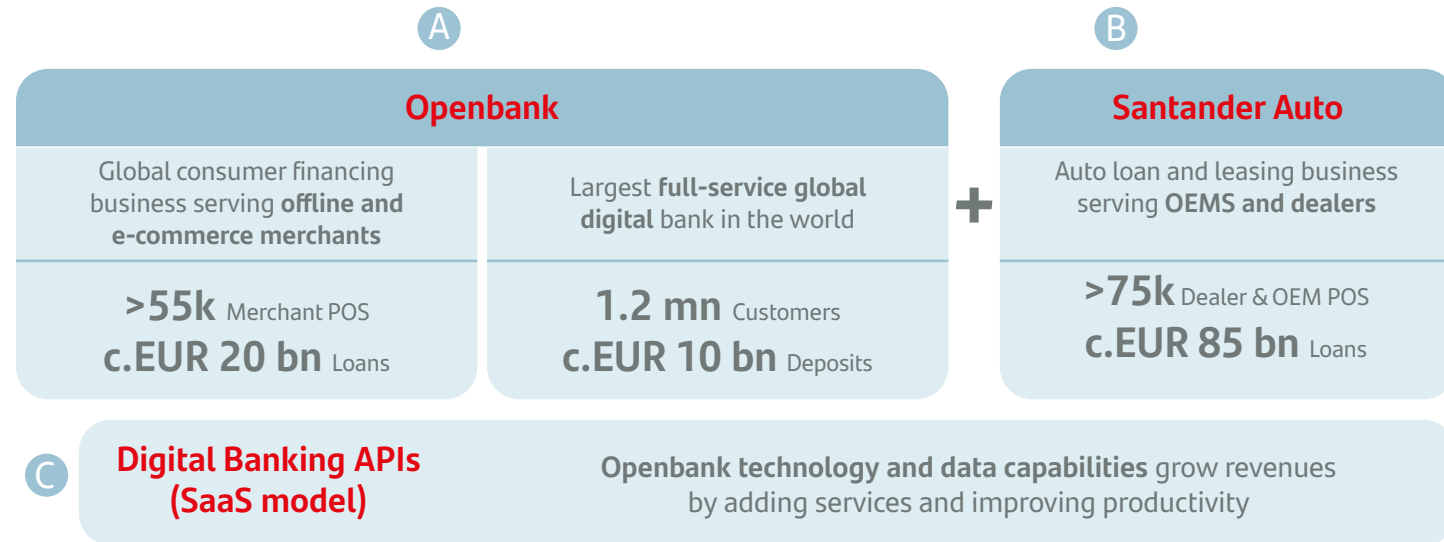 A
B
Openbank
Santander Auto
Global consumer financing
business serving offline and
e-commerce merchants
Largest full-service global
digital bank in the world
+
Auto loan and leasing business
serving OEMS and dealers
>55k Merchant POS
c.EUR 20 bn Loans
1.2 mn Customers
c.EUR 10 bn Deposits
>75k Dealer & OEM POS
c.EUR 85 bn Loans
C
Digital Banking APIs
(SaaS model)
Openbank technology and data capabilities grow revenues
by adding services and improving productivity